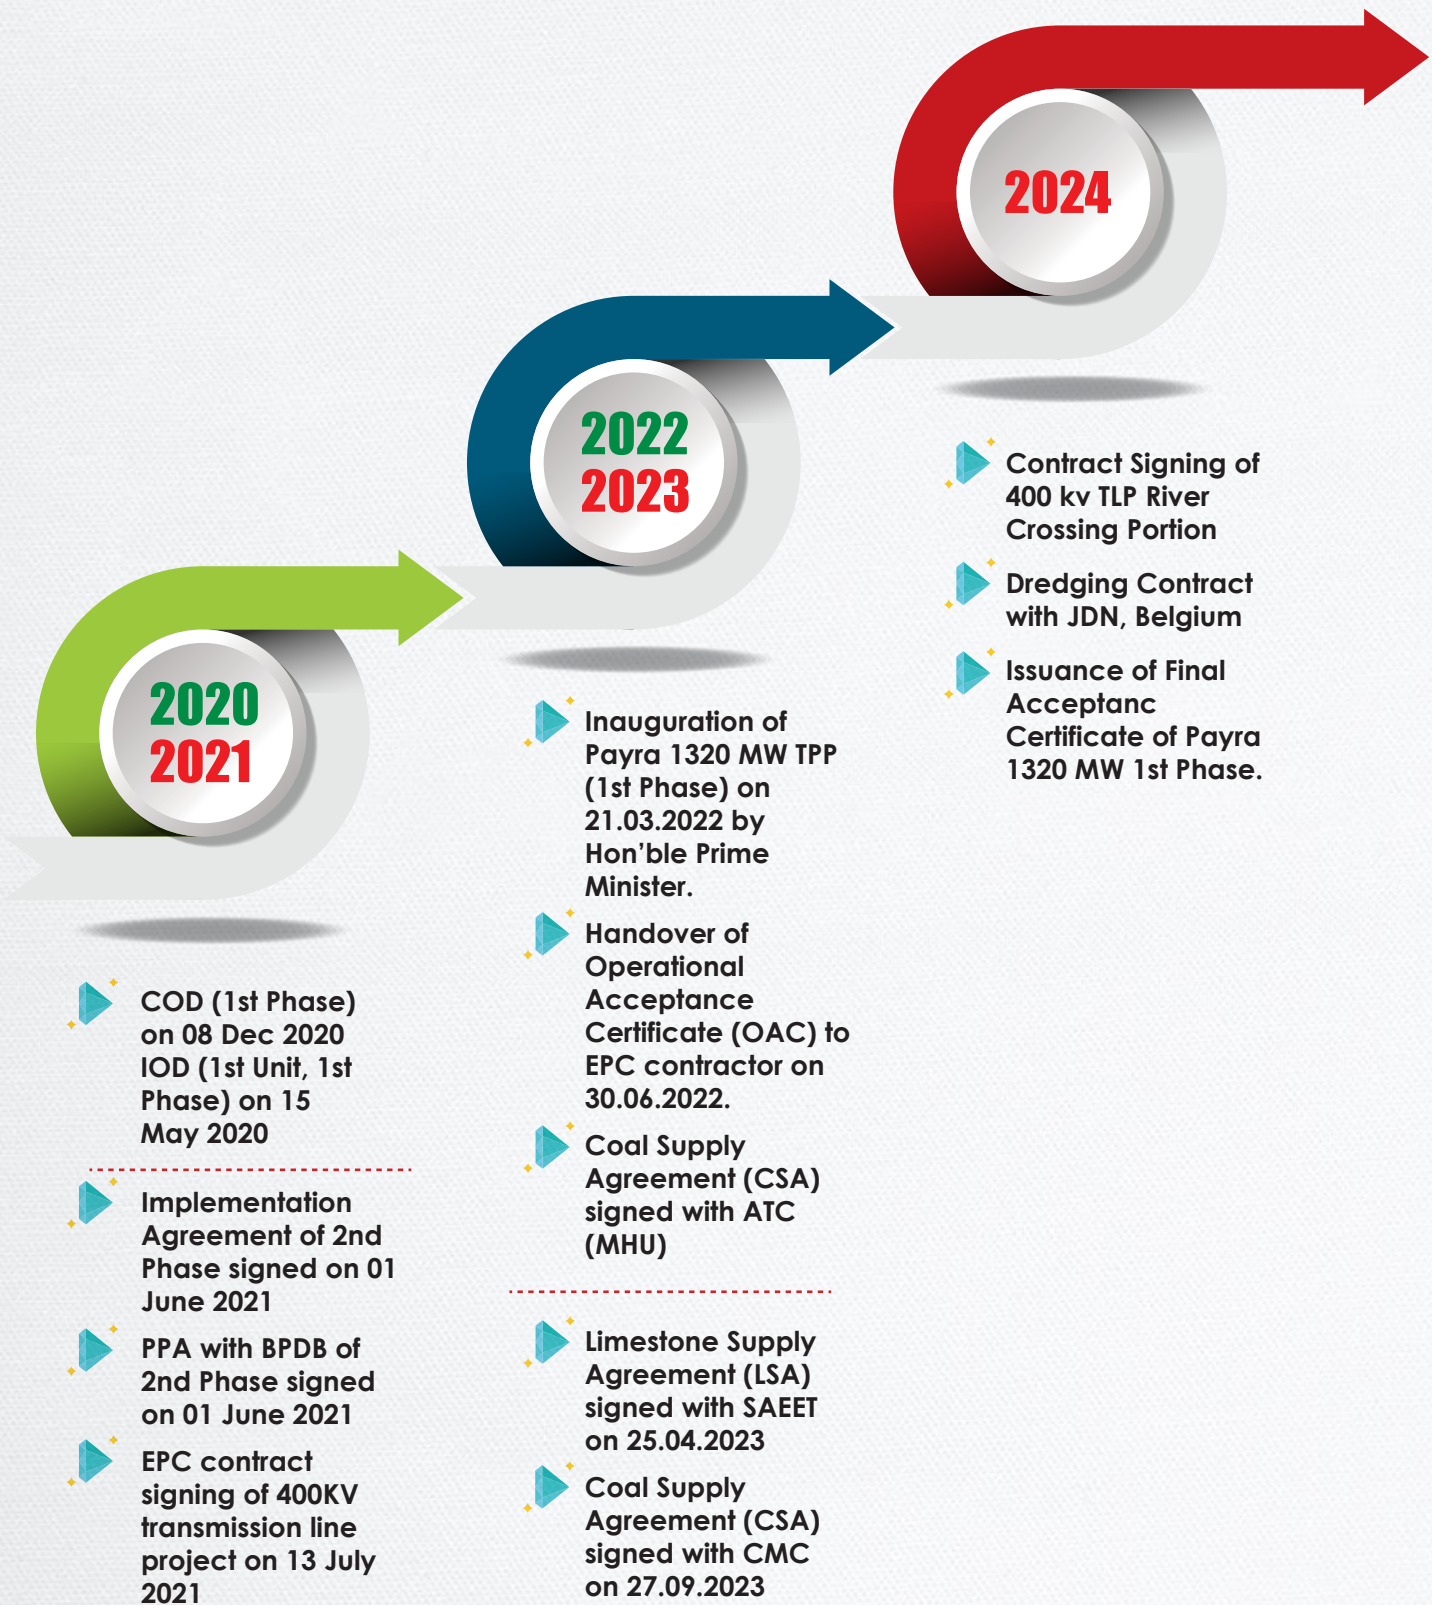 2020
2021
COD (1st Phase)
on 08 Dec 2020
IOD (1st Unit, 1st
Phase) on 15
May 2020
Implementation
Agreement of 2nd
Phase signed on 01
June 2021
PPA with BPDB of
2nd Phase signed
on 01 June 2021
EPC contract
signing of 400KV
transmission line
project on 13 July
2021
2022
2023
Inauguration of
Payra 1320 MW TPP
(1st Phase) on
21.03.2022 by
Hon’ble Prime
Minister.
Handover of
Operational
Acceptance
Certificate (OAC) to
EPC contractor on
30.06.2022.
Coal Supply
Agreement (CSA)
signed with ATC
(MHU)
Limestone Supply
Agreement (LSA)
signed with SAEET
on 25.04.2023
Coal Supply
Agreement (CSA)
signed with CMC
on 27.09.2023
2024
Contract Signing of
400 kv TLP River
Crossing Portion
Dredging Contract
with JDN, Belgium
Issuance of Final
Acceptanc
Certificate of Payra
1320 MW 1st Phase.